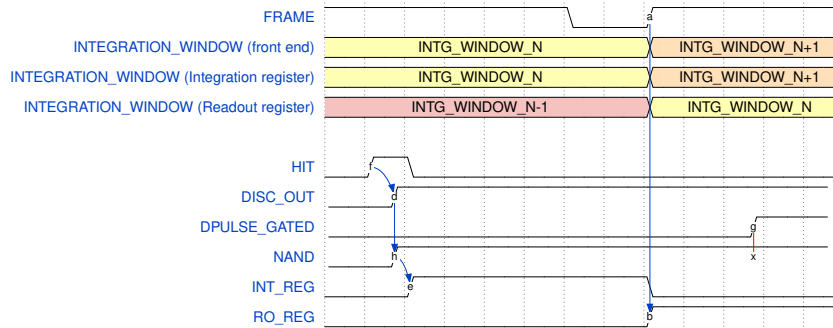 FRAME a
INTEGRATION_WINDOW (front end) INTG_WINDOW_N INTG_WINDOW_N+1
INTEGRATION_WINDOW (Integration register) INTG_WINDOW_N INTG_WINDOW_N+1
INTEGRATION_WINDOW (Readout register) INTG_WINDOW_N-1 INTG_WINDOW_N
HIT f
DISC_OUT d
DPULSE_GATED g
NAND h x
INT_REG e
RO_REG b